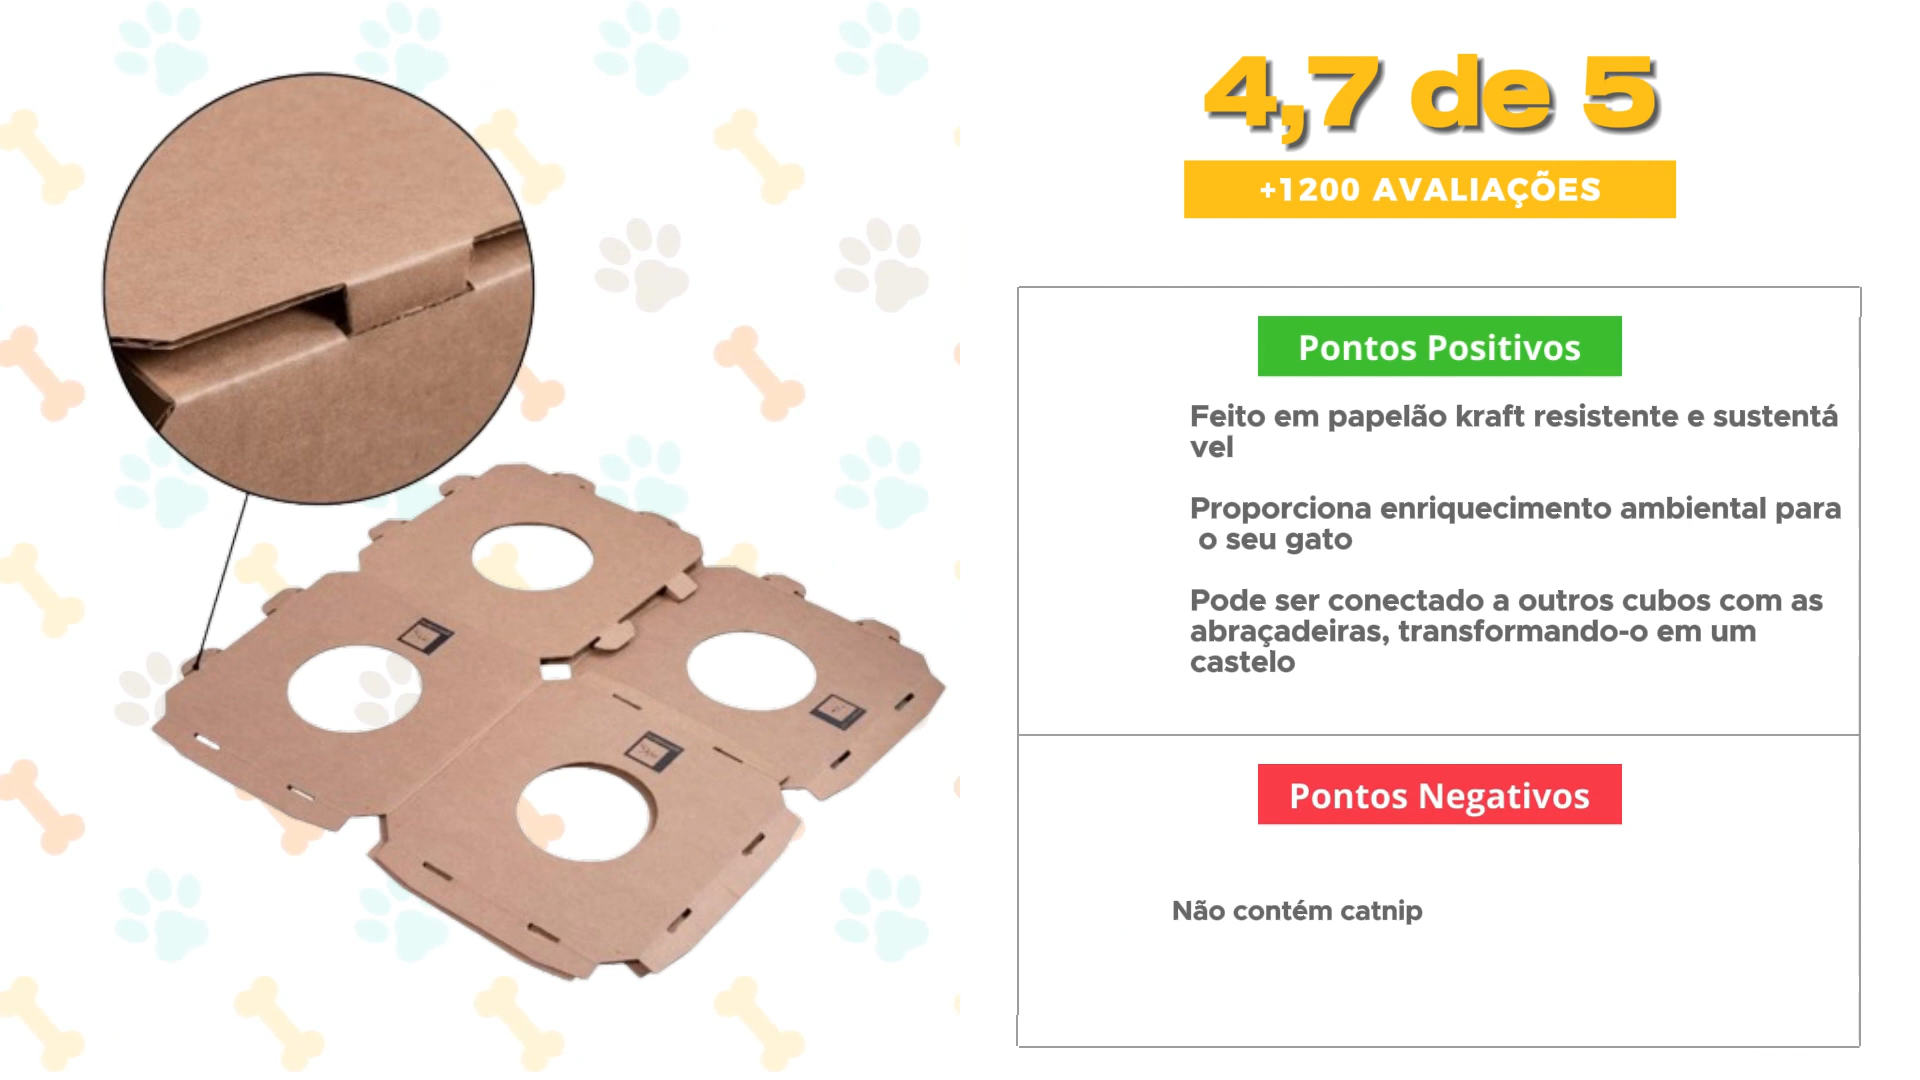 4,7 de 5
+1200 AVALIAÇÕES
Pontos Positivos
Feito em papelão kraft resistente e sustentá
vel
Proporciona enriquecimento ambiental para
o seu gato
Pode ser conectado a outros cubos com as
abraçadeiras, transformando-o em um
castelo
Pontos Negativos
Não contém catnip